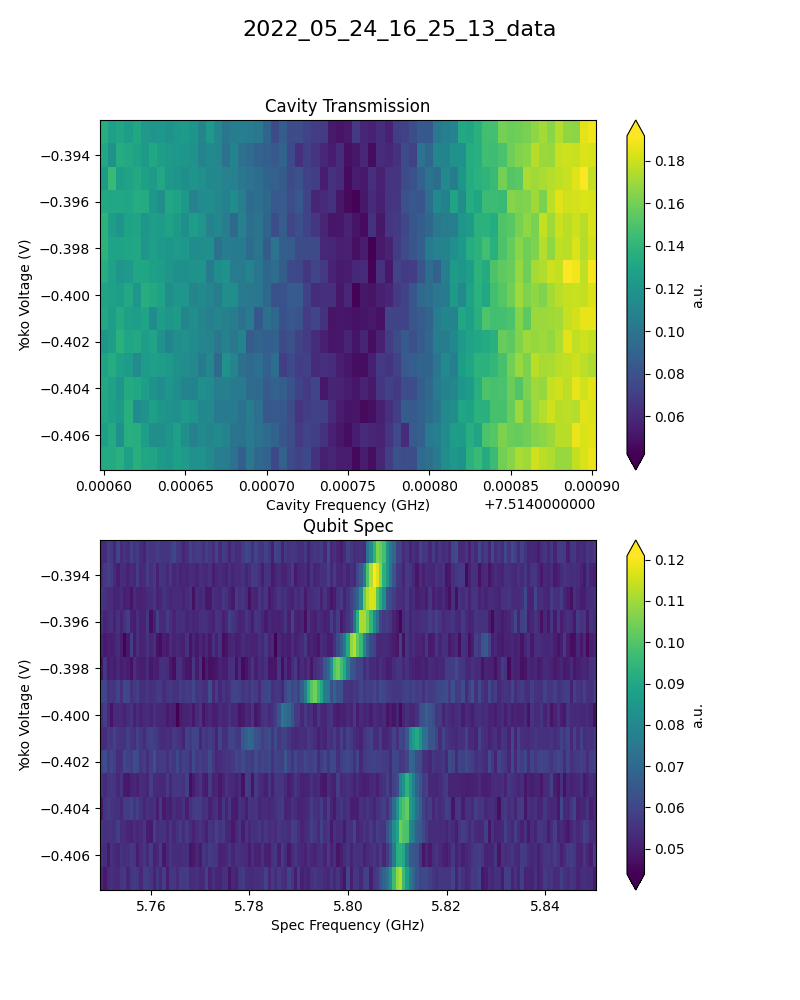 2022_05_24_16_25_13_data
Cavity Transmission
Yoko Voltage (V)
−0.394
−0.396
−0.398
−0.400
−0.402
−0.404
−0.406
0.00060 0.00065 0.00070 0.00075 0.00080 0.00085 0.00090
Cavity Frequency (GHz)
+7.5140000000
0.18
0.16
0.14
0.12
0.10
0.08
0.06
a.u.
Qubit Spec
Yoko Voltage (V)
−0.394
−0.396
−0.398
−0.400
−0.402
−0.404
−0.406
5.76 5.78 5.80 5.82 5.84
Spec Frequency (GHz)
0.12
0.11
0.10
0.09
0.08
0.07
0.06
0.05
a.u.